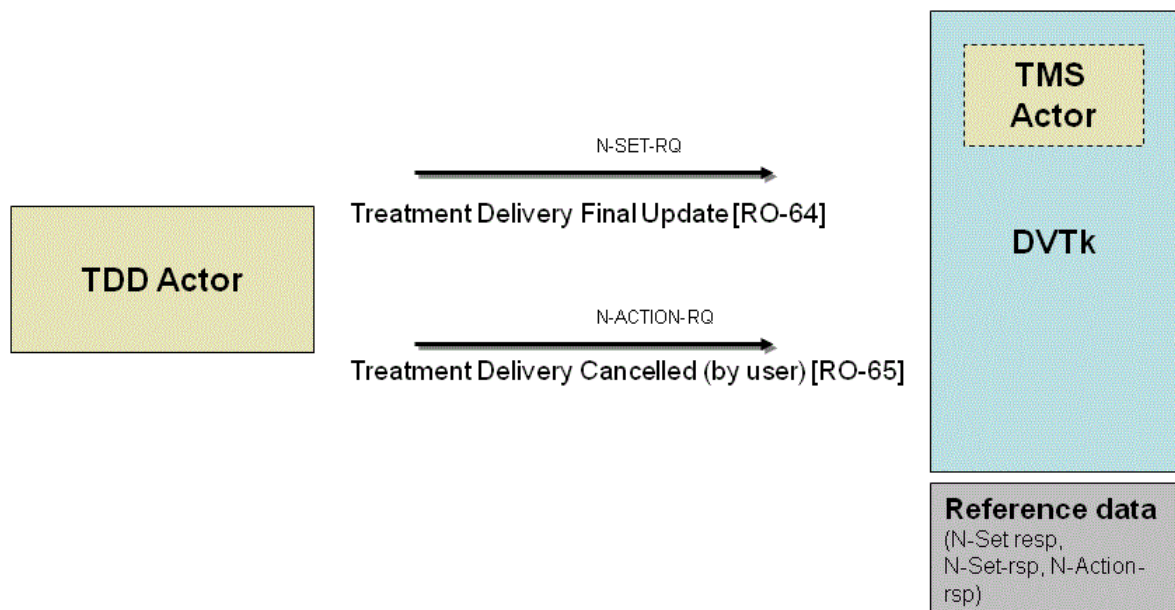 TMS
Actor
N-SET-RQ
Treatment Delivery Final Update [RO-64]
DVTk
TDD Actor
N-ACTION-RQ
Treatment Delivery Cancelled (by user) [RO-65]
Reference data
(N-Set resp,
N-Set-rsp, N-Action-
rsp)